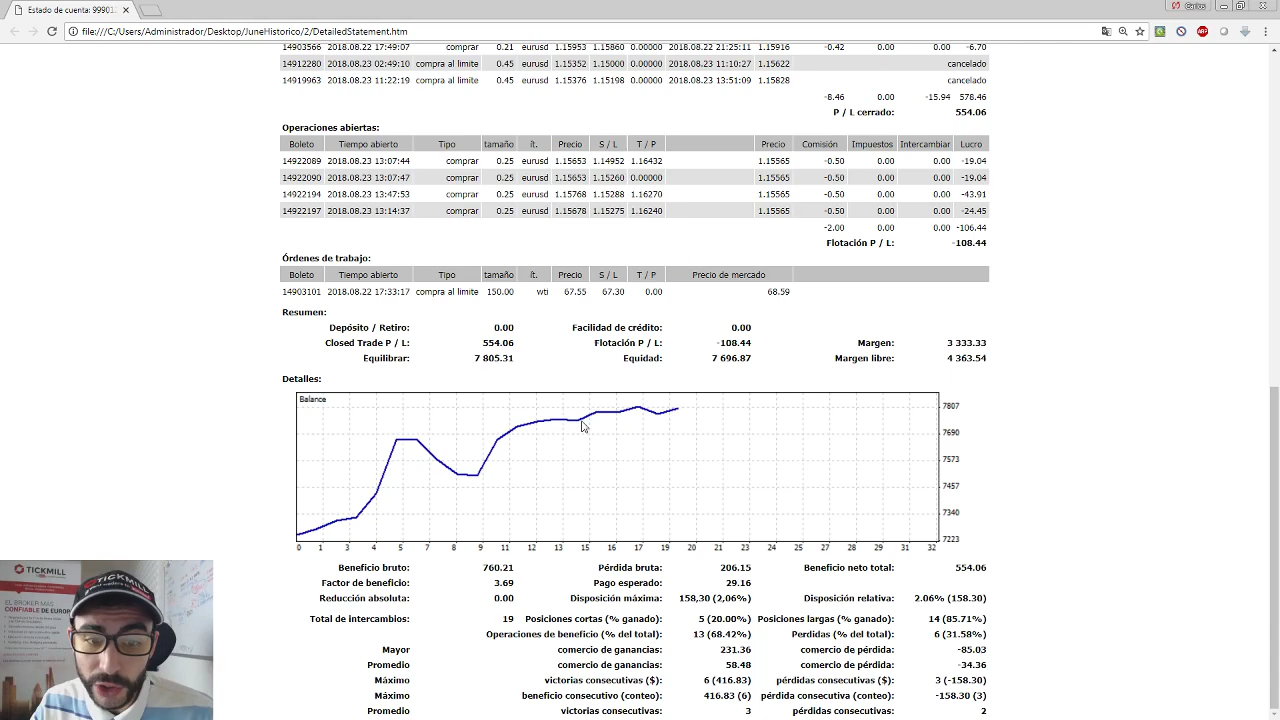 Estado de cuenta: 99901
Carlos
file:///C:/Users/Administrador/Desktop/JuneHistorico/2/DetailedStatement.htm
14903566 2018.08.22 17:49:07 comprar 0.21 eurusd 1.15953 1.15860 0.00000 2018.08.22 21:25:11 1.15916 -0.42 0.00 0.00 -6.70
14912280 2018.08.23 02:49:10 compra al limite 0.45 eurusd 1.15352 1.15000 0.00000 2018.08.23 11:10:27 1.15622 cancelado
14919963 2018.08.23 11:22:19 compra al limite 0.45 eurusd 1.15376 1.15198 0.00000 2018.08.23 13:51:09 1.15828 cancelado
-8.46 0.00 -15.94 578.46
P / L cerrado: 554.06
Operaciones abiertas:
Boleto Tiempo abierto Tipo tamaño ít. Precio S / L T / P Precio Comisión Impuestos Intercambiar Lucro
14922089 2018.08.23 13:07:44 comprar 0.25 eurusd 1.15653 1.14952 1.16432 1.15565 -0.50 0.00 0.00 -19.04
14922090 2018.08.23 13:07:47 comprar 0.25 eurusd 1.15653 1.15260 0.00000 1.15565 -0.50 0.00 0.00 -19.04
14922194 2018.08.23 13:47:53 comprar 0.25 eurusd 1.15768 1.15288 1.16270 1.15565 -0.50 0.00 0.00 -43.91
14922197 2018.08.23 13:14:37 comprar 0.25 eurusd 1.15678 1.15275 1.16240 1.15565 -0.50 0.00 0.00 -24.45
-2.00 0.00 0.00 -106.44
Flotación P / L: -108.44
Órdenes de trabajo:
Boleto Tiempo abierto Tipo tamaño ít. Precio S / L T / P Precio de mercado
14903101 2018.08.22 17:33:17 compra al limite 150.00 wti 67.55 67.30 0.00 68.59
Resumen:
Depósito / Retiro: 0.00 Facilidad de crédito: 0.00
Closed Trade P / L: 554.06 Flotación P / L: -108.44 Margen: 3 333.33
Equilibrar: 7 805.31 Equidad: 7 696.87 Margen libre: 4 363.54
Detalles:
Balance
7807
7690
7573
7457
7340
7223
0 1 3 4 5 7 8 9 11 12 13 15 16 17 19 20 21 23 24 25 27 28 29 31 32
Beneficio bruto: 760.21 Pérdida bruta: 206.15 Beneficio neto total: 554.06
Factor de beneficio: 3.69 Pago esperado: 29.16
Reducción absoluta: 0.00 Disposición máxima: 158,30 (2,06%) Disposición relativa: 2.06% (158.30)
Total de intercambios: 19 Posiciones cortas (% ganado) 5 (20.00%) Posiciones largas (% ganado) 14 (85.71%)
Operaciones de beneficio (% del total): 13 (68.42%) Perdidas (% del total): 6 (31.58%)
Mayor comercio de ganancias: 231.36 comercio de pérdida: -85.03
Promedio comercio de ganancias: 58.48 comercio de pérdida: -34.36
Máximo victorias consecutivas ($): 6 (416.83) pérdidas consecutivas ($): 3 (-158.30)
Máximo beneficio consecutivo (conteo): 416.83 (6) pérdida consecutiva (conteo): -158.30 (3)
Promedio victorias consecutivas: 3 pérdidas consecutivas: 2
TICKMILL
EL BROKER MÁS
CONFIABLE DE EUROPA
TICKMILL